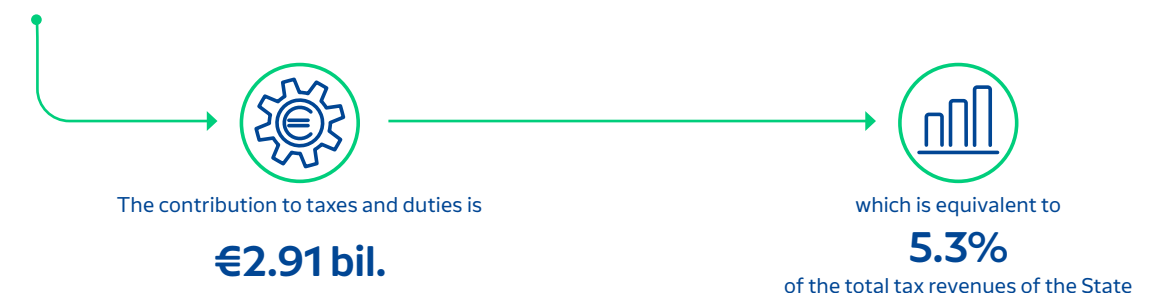 The contribution to taxes and duties is
€2.91 bil.
which is equivalent to
5.3%
of the total tax revenues of the State